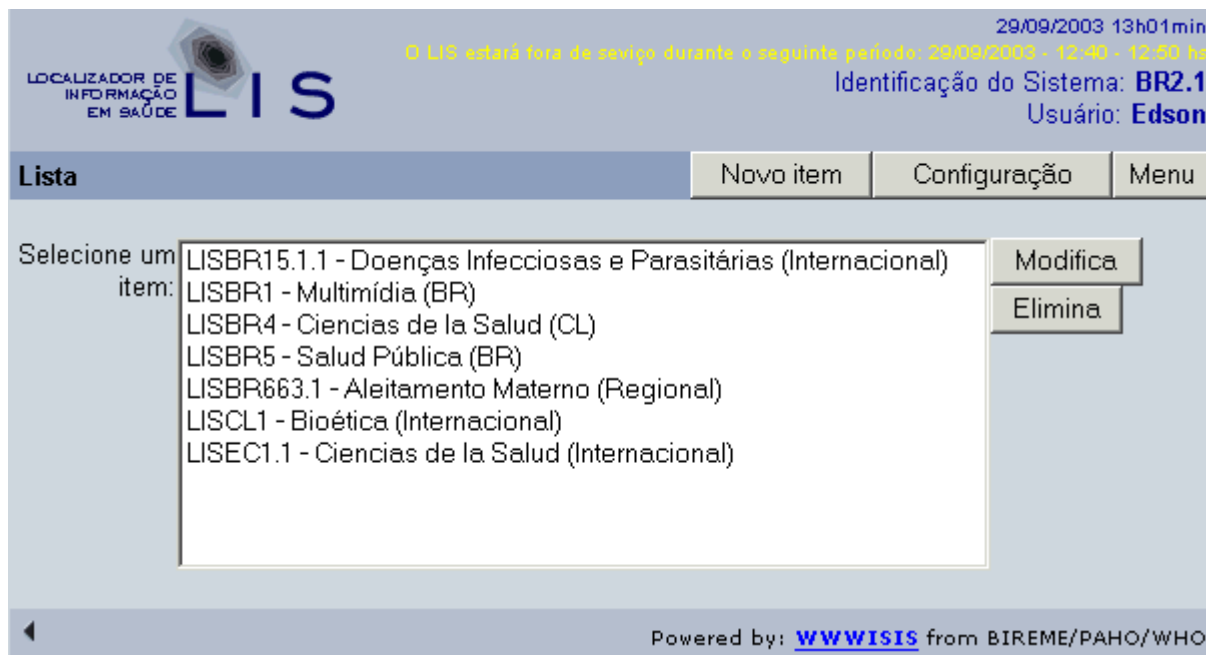 29/09/2003 13h01min
O LIS estará fora de seviço durante o seguinte período: 29/09/2003 - 12:40 - 12:50 hs
LOCALIZADOR DE
INFORMAÇÃO
EM SAÚDE
LIS
Identificação do Sistema: BR2.1
Usuário: Edson
Lista
Novo item
Configuração
Menu
Selecione um
item:
LISBR15.1.1 - Doenças Infecciosas e Parasitárias (Internacional)
LISBR1 - Multimídia (BR)
LISBR4 - Ciencias de la Salud (CL)
LISBR5 - Salud Pública (BR)
LISBR663.1 - Aleitamento Materno (Regional)
LISCL1 - Bioética (Internacional)
LISEC1.1 - Ciencias de la Salud (Internacional)
Modifica
Elimina
Powered by: WWWISIS from BIREME/PAHO/WHO